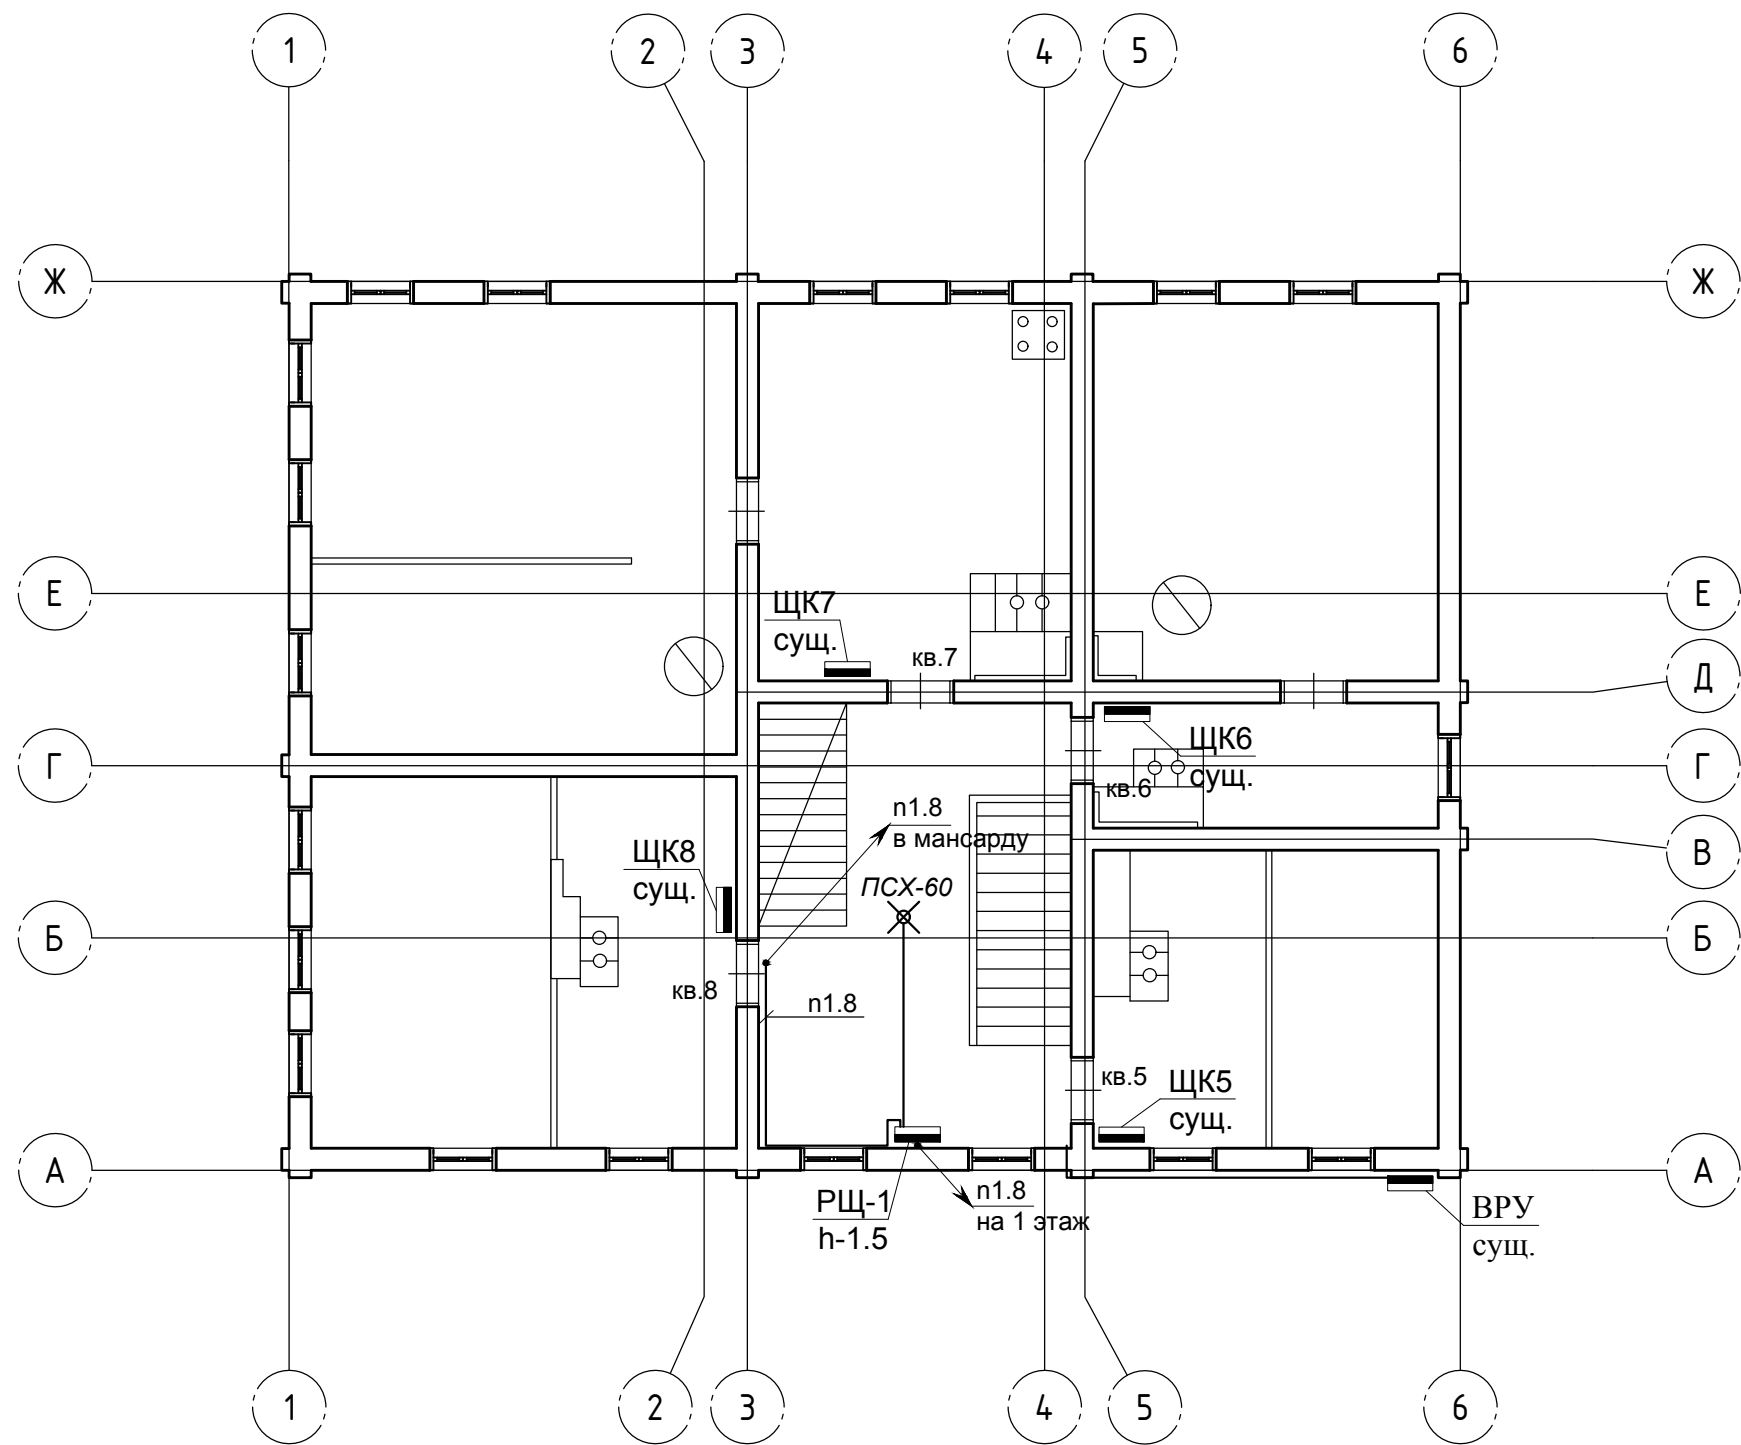 1
2
3
4
5
6
Ж
Ж
Е
Е
ЩК7
сущ.
кв.7
Д
ЩК6
сущ.
Г
Г
кв.6
n1.8
в мансарду
В
ЩК8
сущ.
ПСХ-60
Б
Б
кв.8
n1.8
кв.5
ЩК5
сущ.
А
А
РЩ-1
h-1.5
n1.8
на 1 этаж
ВРУ
сущ.
1
2
3
4
5
6